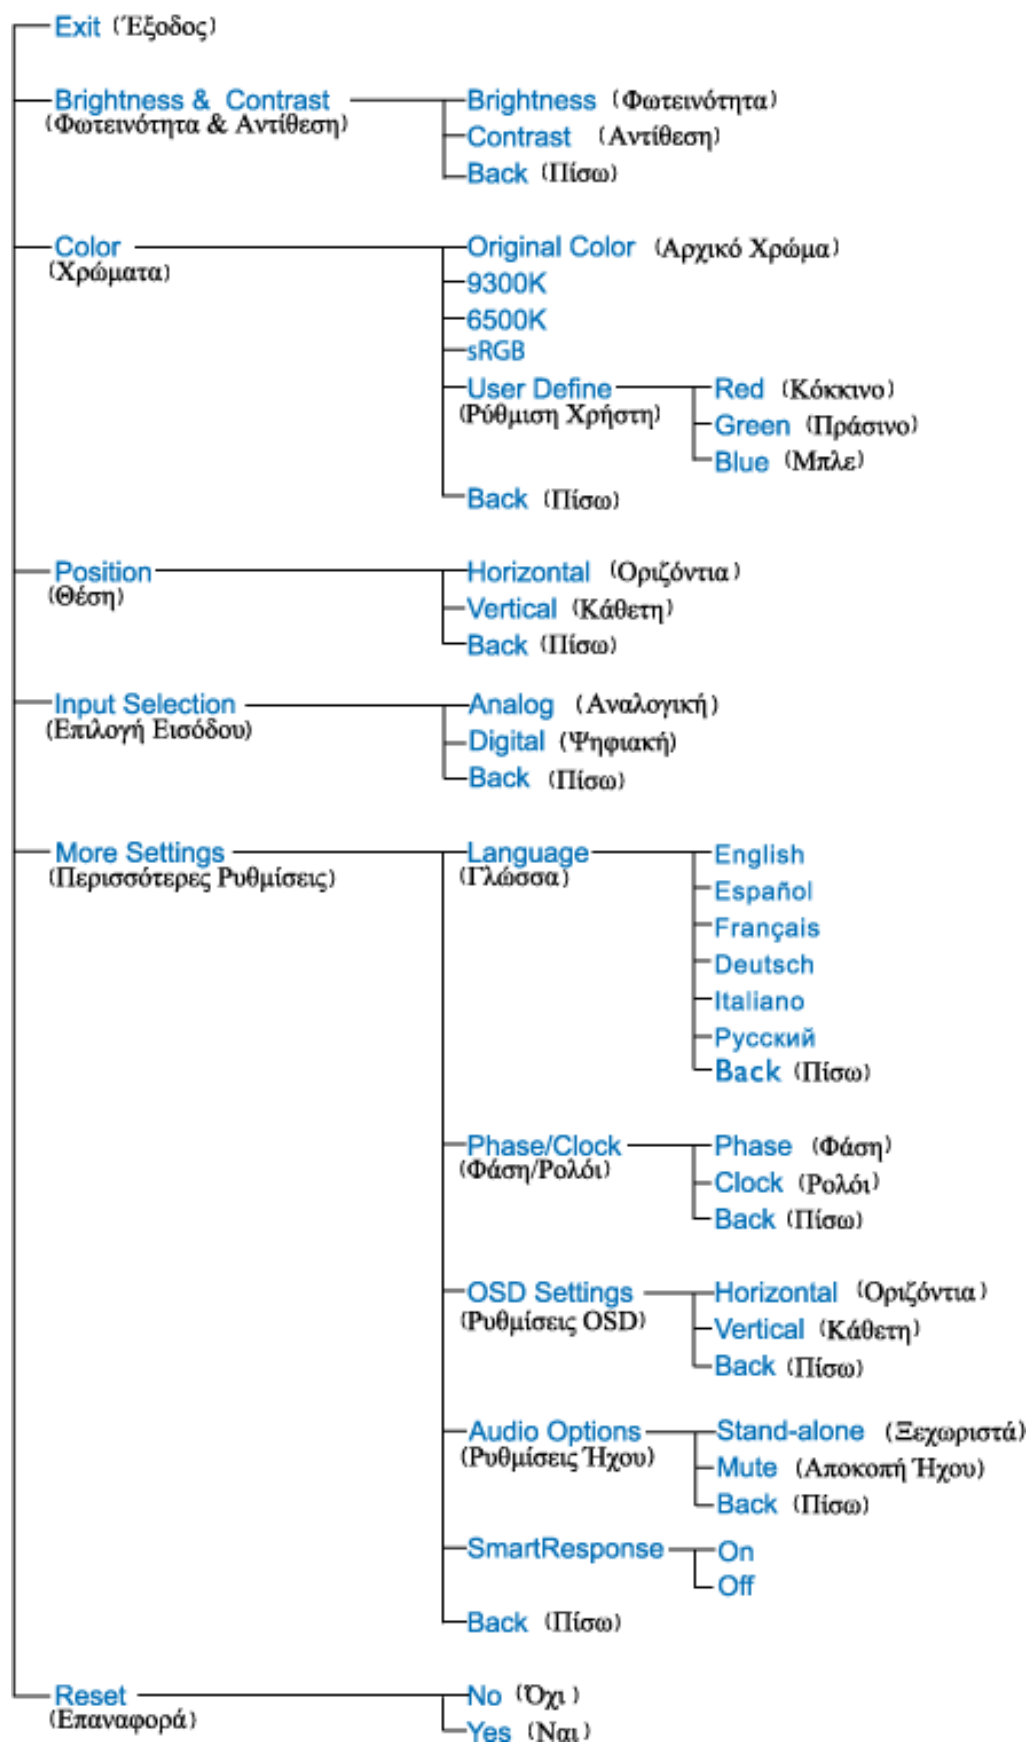 Exit (Έξοδος)
Brightness & Contrast
(Φωτεινότητα & Αντίθεση)
Brightness (Φωτεινότητα)
Contrast (Αντίθεση)
Back (Πίσω)
Color
(Χρώματα)
Original Color (Αρχικό Χρώμα)
9300K
6500K
sRGB
User Define
(Ρύθμιση Χρήστη)
Red (Κόκκινο)
Green (Πράσινο)
Blue (Μπλε)
Back (Πίσω)
Position
(Θέση)
Horizontal (Οριζόντια)
Vertical (Κάθετη)
Back (Πίσω)
Input Selection
(Επιλογή Εισόδου)
Analog (Αναλογική)
Digital (Ψηφιακή)
Back (Πίσω)
More Settings
(Περισσότερες Ρυθμίσεις)
Language
(Γλώσσα)
English
Español
Français
Deutsch
Italiano
Русский
Back (Πίσω)
Phase/Clock
(Φάση/Ρολόι)
Phase (Φάση)
Clock (Ρολόι)
Back (Πίσω)
OSD Settings
(Ρυθμίσεις OSD)
Horizontal (Οριζόντια)
Vertical (Κάθετη)
Back (Πίσω)
Audio Options
(Ρυθμίσεις Ήχου)
Stand-alone (Ξεχωριστά)
Mute (Αποκοπή Ήχου)
Back (Πίσω)
SmartResponse
On
Off
Back (Πίσω)
Reset
(Επαναφορά)
No (Όχι)
Yes (Ναι)